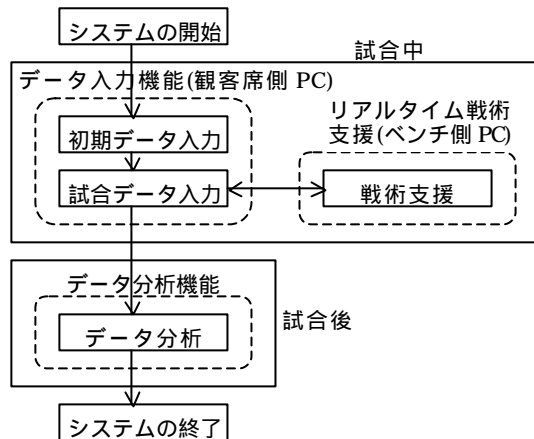 システムの開始
試合中
データ入力機能(観客席側 PC)
リアルタイム戦術
支援(ベンチ側 PC)
初期データ入力
試合データ入力
戦術支援
データ分析機能
データ分析
試合後
システムの終了